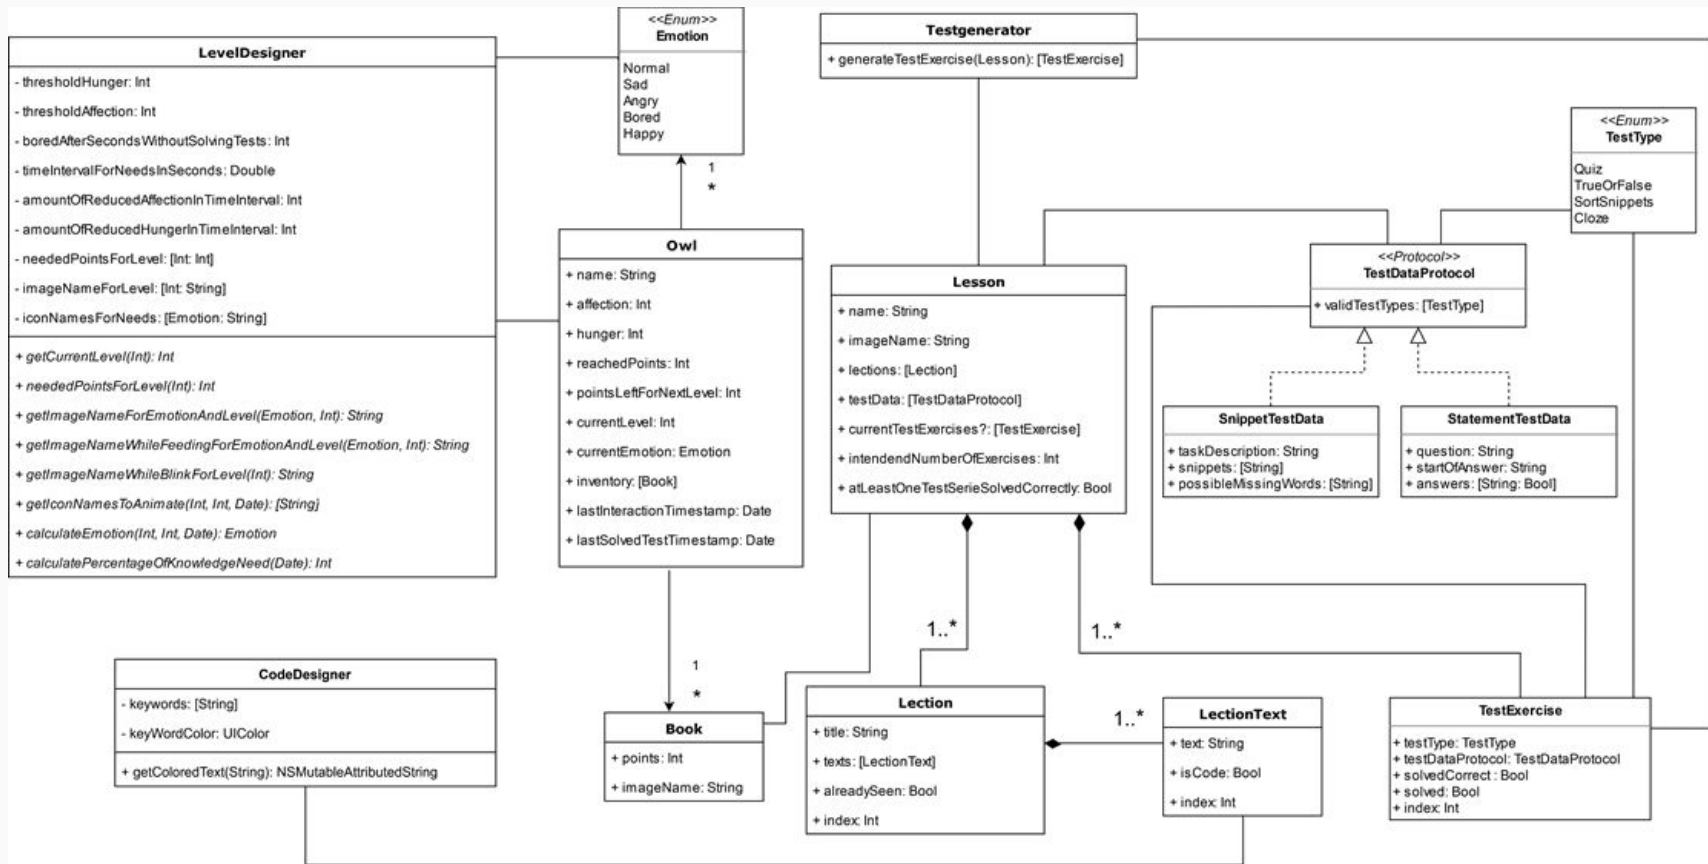 LevelDesigner
- thresholdHunger: Int
- thresholdAffection: Int
- boredAfterSecondsWithoutSolvingTests: Int
- timeIntervalForNeedsInSeconds: Double
- amountOfReducedAffectionInTimeInterval: Int
- amountOfReducedHungerInTimeInterval: Int
- neededPointsForLevel: [Int: Int]
- imageNameForLevel: [Int: String]
- iconNamesForNeeds: [Emotion: String]
+ getCurrentLevel(Int): Int
+ neededPointsForLevel(Int): Int
+ getImageNameForEmotionAndLevel(Emotion, Int): String
+ getImageNameWhileFeedingForEmotionAndLevel(Emotion, Int): String
+ getImageNameWhileBlinkForLevel(Int): String
+ getIconNamesToAnimate(Int, Int, Date): [String]
+ calculateEmotion(Int, Int, Date): Emotion
+ calculatePercentageOfKnowledgeNeed(Date): Int
<<Enum>>
Emotion
Normal
Sad
Angry
Bored
Happy
1
*
Owl
+ name: String
+ affection: Int
+ hunger: Int
+ reachedPoints: Int
+ pointsLeftForNextLevel: Int
+ currentLevel: Int
+ currentEmotion: Emotion
+ inventory: [Book]
+ lastInteractionTimestamp: Date
+ lastSolvedTestTimestamp: Date
1
*
Book
+ points: Int
+ imageName: String
Testgenerator
+ generateTestExercise(Lesson): [TestExercise]
Lesson
+ name: String
+ imageName: String
+ lections: [Lection]
+ testData: [TestDataProtocol]
+ currentTestExercises?: [TestExercise]
+ intendendNumberOfExercises: Int
+ atLeastOneTestSerieSolvedCorrectly: Bool
<<Enum>>
TestType
Quiz
TrueOrFalse
SortSnippets
Cloze
<<Protocol>>
TestDataProtocol
+ validTestTypes: [TestType]
SnippetTestData
+ taskDescription: String
+ snippets: [String]
+ possibleMissingWords: [String]
StatementTestData
+ question: String
+ startOfAnswer: String
+ answers: [String: Bool]
1..*
1..*
CodeDesigner
- keywords: [String]
- keyWordColor: UIColor
+ getColoredText(String): NSMutableAttributedString
Lection
+ title: String
+ texts: [LectionText]
+ alreadySeen: Bool
+ index: Int
1..*
LectionText
+ text: String
+ isCode: Bool
+ index: Int
TestExercise
+ testType: TestType
+ testDataProtocol: TestDataProtocol
+ solvedCorrect : Bool
+ solved: Bool
+ index: Int